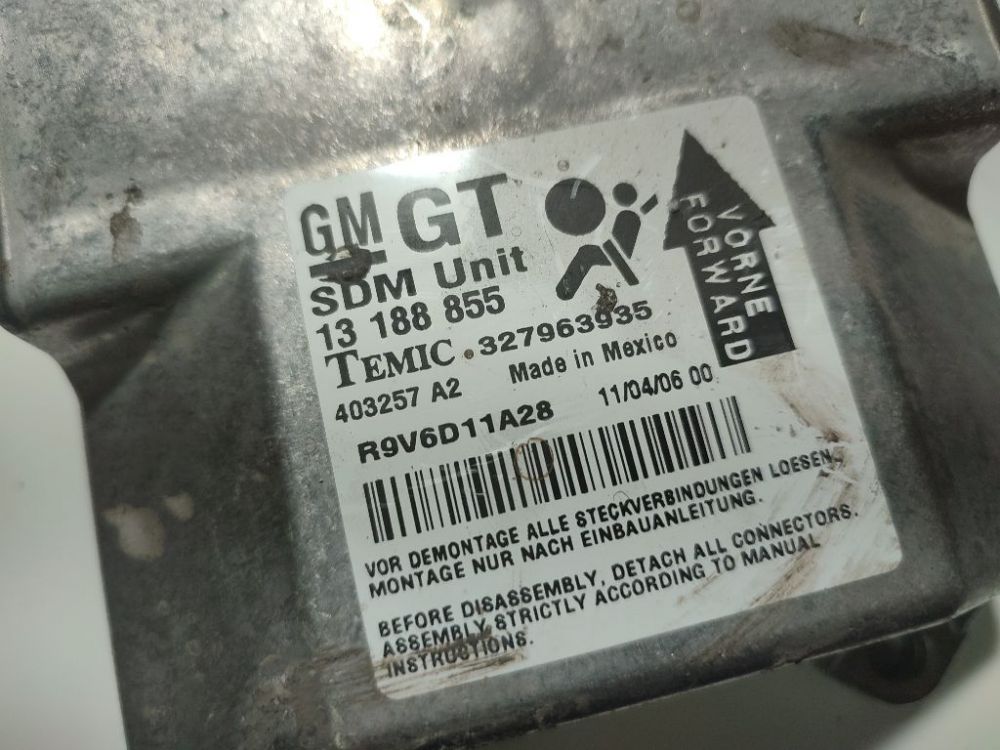 GM GT
SDM Unit
13 188 855
TEMIC 327963935
403257 A2 Made in Mexico
R9V6D11A28 11/04/06 00
VORNE
FORWARD
VOR DEMONTAGE ALLE STECKVERBINDUNGEN LOESEN.
MONTAGE NUR NACH EINBAUANLEITUNG.
BEFORE DISASSEMBLY, DETACH ALL CONNECTORS.
ASSEMBLY STRICTLY ACCORDING TO MANUAL
INSTRUCTIONS.